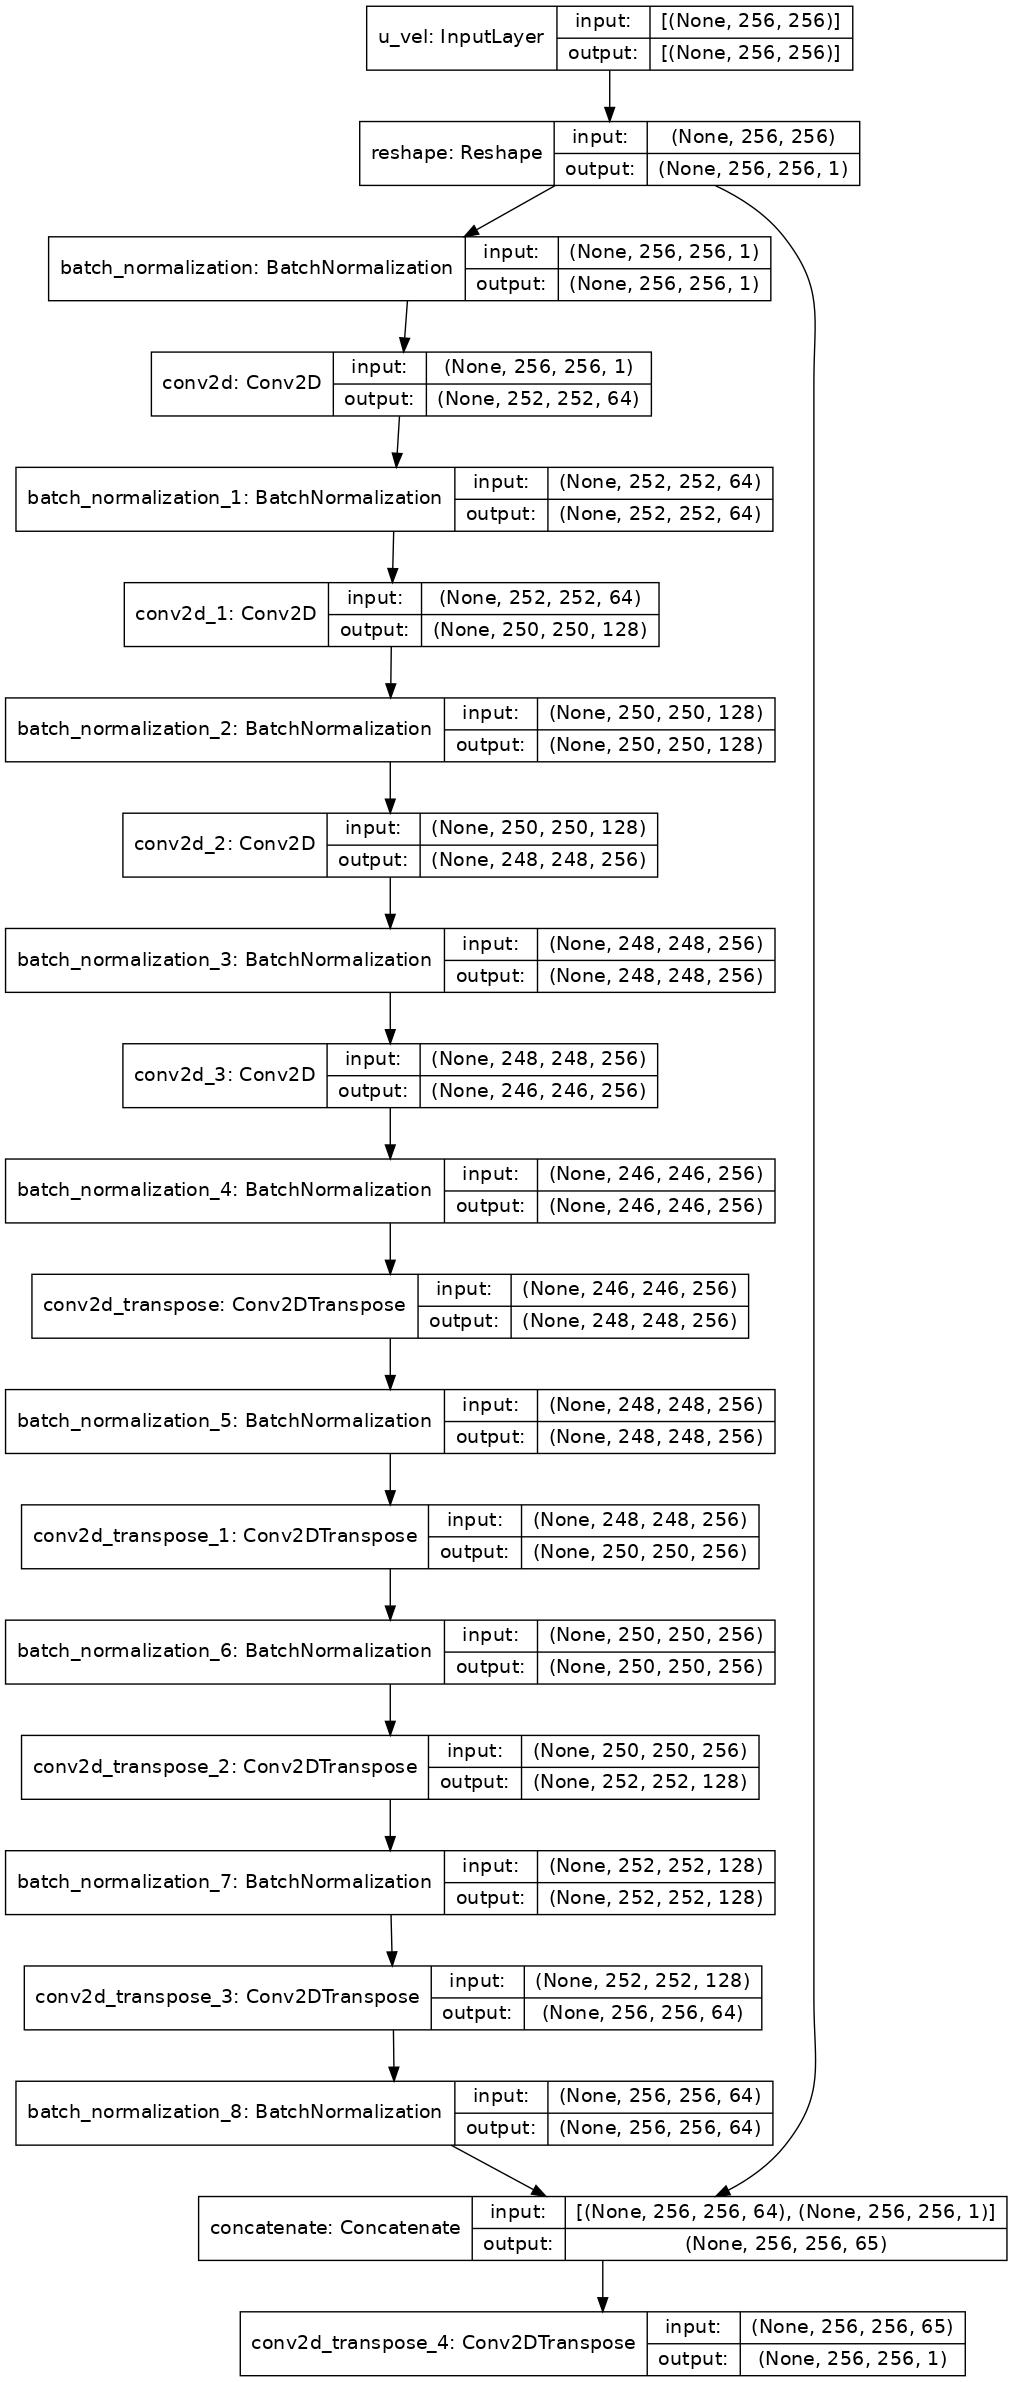 u_vel: InputLayer
input: [(None, 256, 256)]
output: [(None, 256, 256)]
reshape: Reshape
input: (None, 256, 256)
output: (None, 256, 256, 1)
batch_normalization: BatchNormalization
input: (None, 256, 256, 1)
output: (None, 256, 256, 1)
conv2d: Conv2D
input: (None, 256, 256, 1)
output: (None, 252, 252, 64)
batch_normalization_1: BatchNormalization
input: (None, 252, 252, 64)
output: (None, 252, 252, 64)
conv2d_1: Conv2D
input: (None, 252, 252, 64)
output: (None, 250, 250, 128)
batch_normalization_2: BatchNormalization
input: (None, 250, 250, 128)
output: (None, 250, 250, 128)
conv2d_2: Conv2D
input: (None, 250, 250, 128)
output: (None, 248, 248, 256)
batch_normalization_3: BatchNormalization
input: (None, 248, 248, 256)
output: (None, 248, 248, 256)
conv2d_3: Conv2D
input: (None, 248, 248, 256)
output: (None, 246, 246, 256)
batch_normalization_4: BatchNormalization
input: (None, 246, 246, 256)
output: (None, 246, 246, 256)
conv2d_transpose: Conv2DTranspose
input: (None, 246, 246, 256)
output: (None, 248, 248, 256)
batch_normalization_5: BatchNormalization
input: (None, 248, 248, 256)
output: (None, 248, 248, 256)
conv2d_transpose_1: Conv2DTranspose
input: (None, 248, 248, 256)
output: (None, 250, 250, 256)
batch_normalization_6: BatchNormalization
input: (None, 250, 250, 256)
output: (None, 250, 250, 256)
conv2d_transpose_2: Conv2DTranspose
input: (None, 250, 250, 256)
output: (None, 252, 252, 128)
batch_normalization_7: BatchNormalization
input: (None, 252, 252, 128)
output: (None, 252, 252, 128)
conv2d_transpose_3: Conv2DTranspose
input: (None, 252, 252, 128)
output: (None, 256, 256, 64)
batch_normalization_8: BatchNormalization
input: (None, 256, 256, 64)
output: (None, 256, 256, 64)
concatenate: Concatenate
input: [(None, 256, 256, 64), (None, 256, 256, 1)]
output: (None, 256, 256, 65)
conv2d_transpose_4: Conv2DTranspose
input: (None, 256, 256, 65)
output: (None, 256, 256, 1)